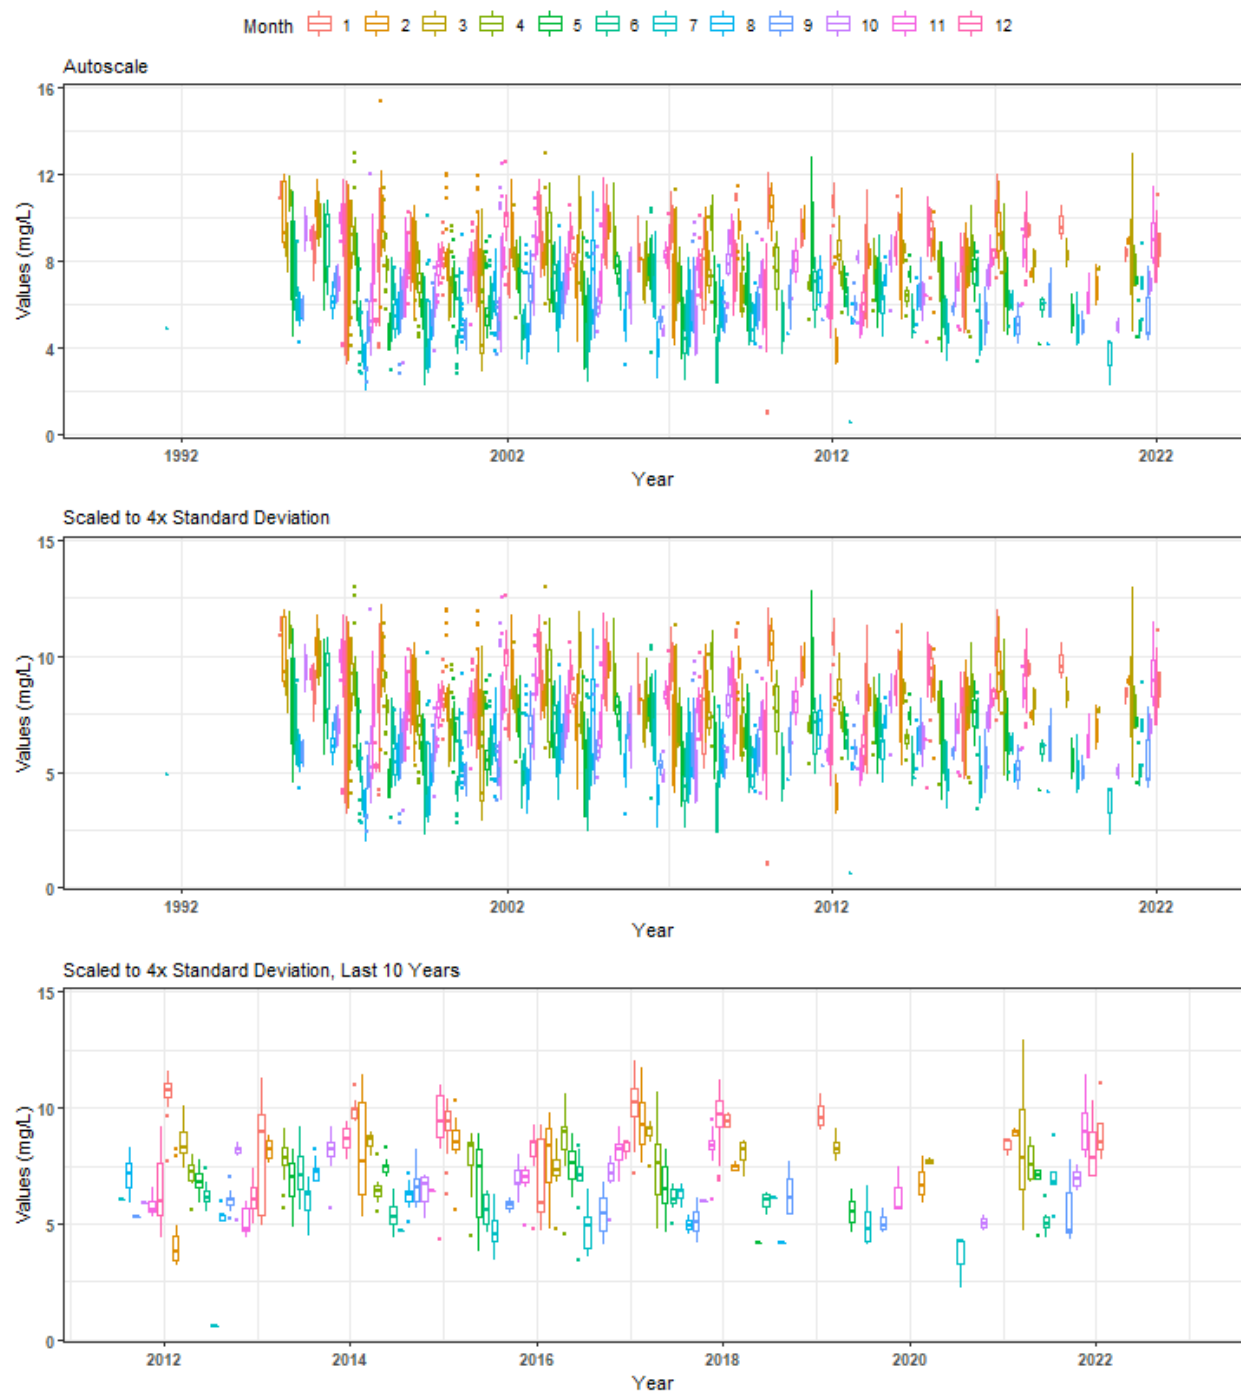 Month 1 2 3 4 5 6 7 8 9 10 11 12
Autoscale
16
12
8
4
0
Values (mg/L)
1992 2002 2012 2022
Year
Scaled to 4x Standard Deviation
15
10
5
0
Values (mg/L)
1992 2002 2012 2022
Year
Scaled to 4x Standard Deviation, Last 10 Years
15
10
5
0
Values (mg/L)
2012 2014 2016 2018 2020 2022
Year